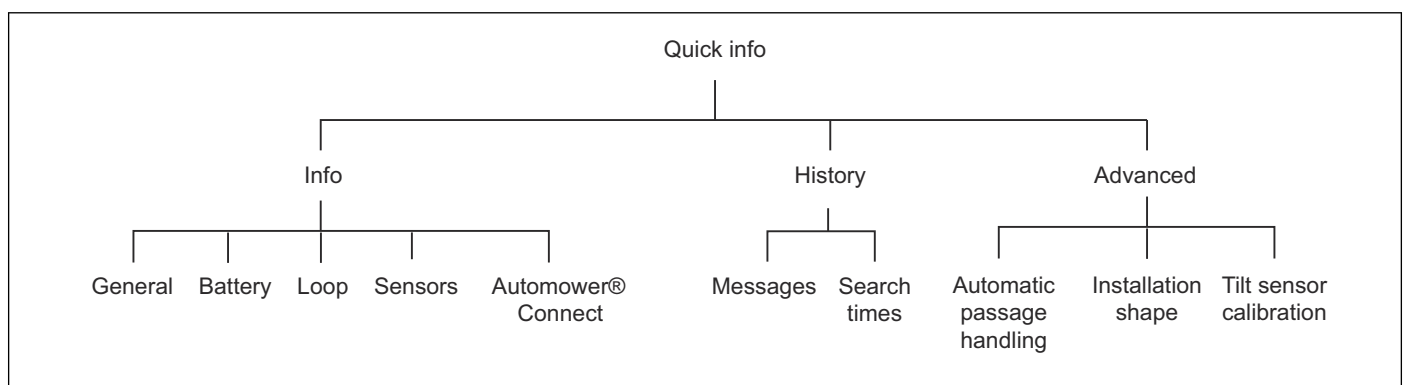 Quick info
Info
History
Advanced
General
Battery
Loop
Sensors
Automower®
Connect
Messages
Search
times
Automatic
passage
handling
Installation
shape
Tilt sensor
calibration